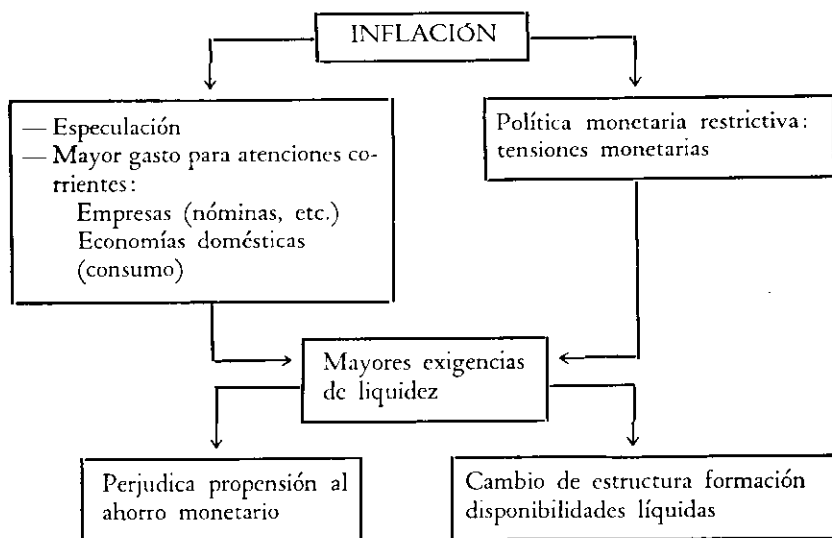 INFLACIÓN
— Especulación
— Mayor gasto para atenciones co-
rrientes:
Empresas (nóminas, etc.)
Economías domésticas
(consumo)
Política monetaria restrictiva:
tensiones monetarias
Mayores exigencias
de liquidez
Perjudica propensión al
ahorro monetario
Cambio de estructura formación
disponibilidades líquidas